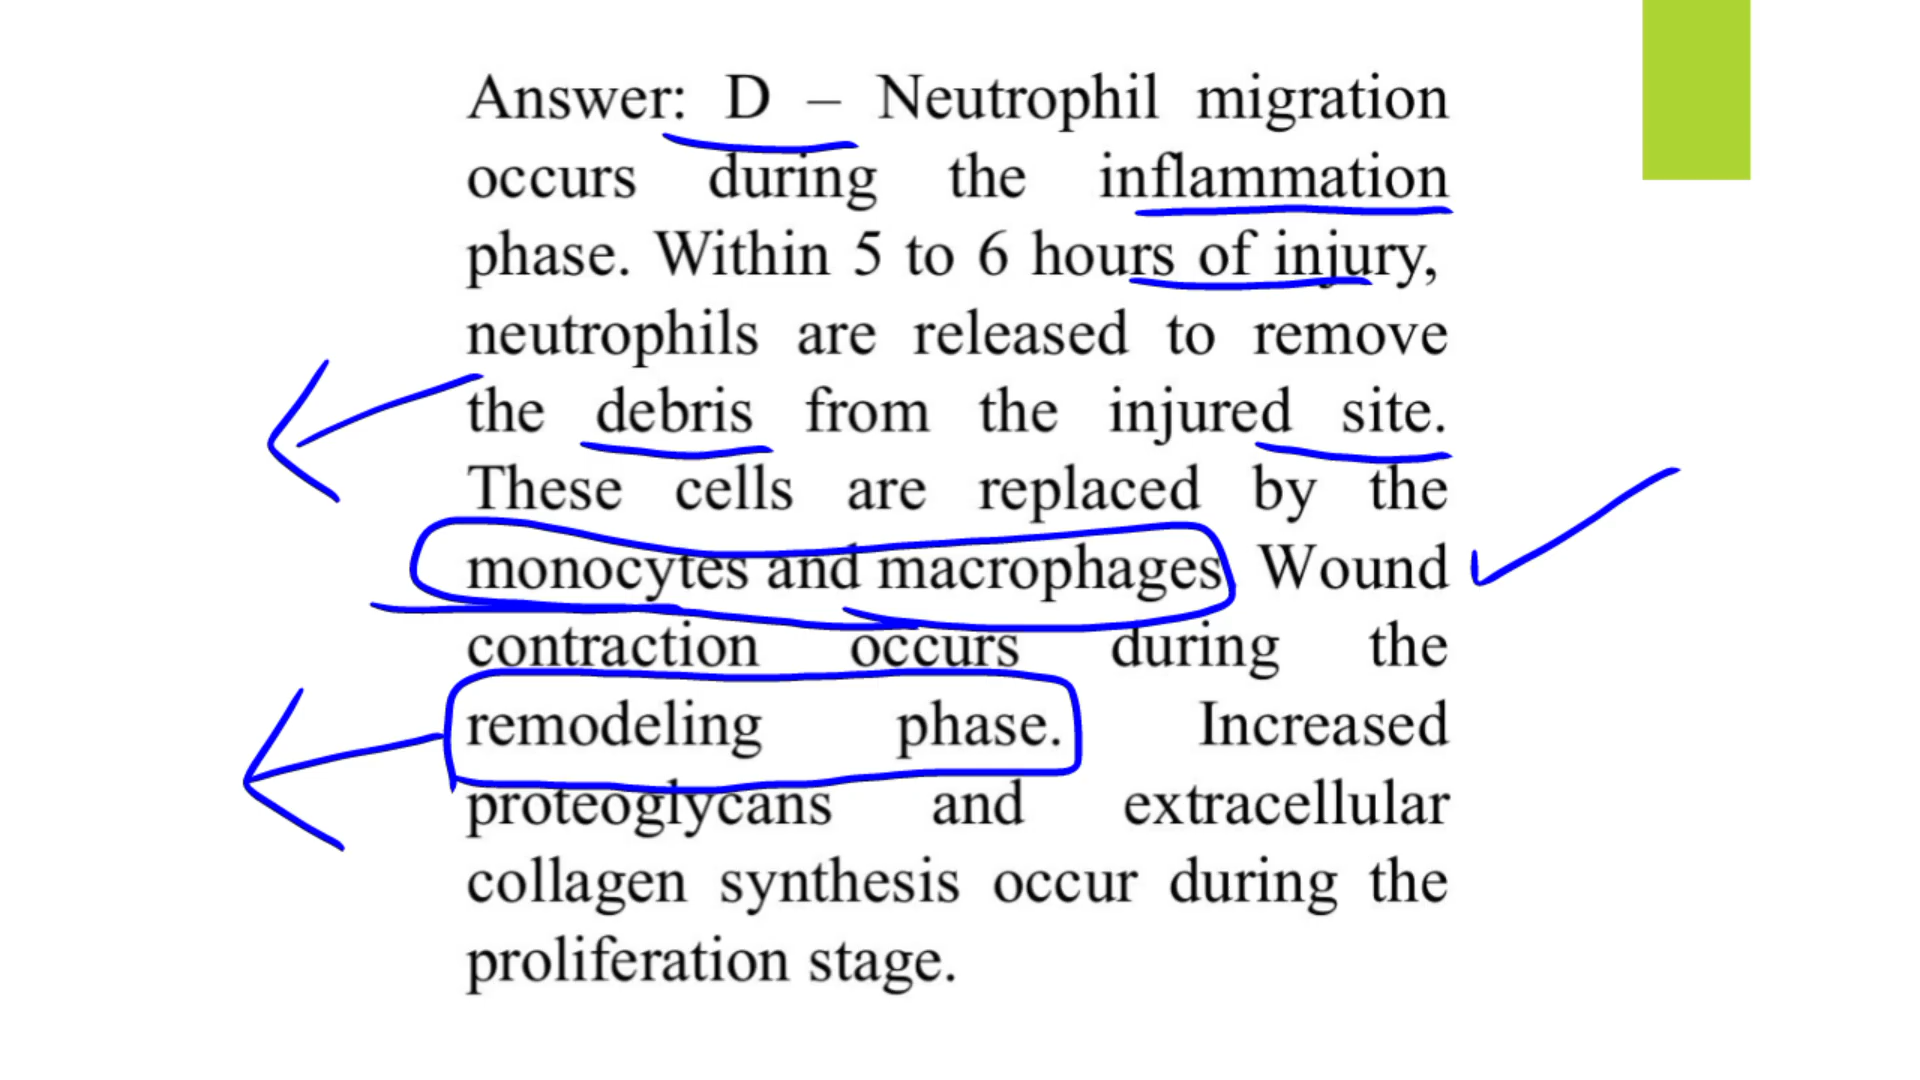 Answer: D – Neutrophil migration
occurs during the inflammation
phase. Within 5 to 6 hours of injury,
neutrophils are released to remove
the debris from the injured site.
These cells are replaced by the
monocytes and macrophages. Wound
contraction occurs during the
remodeling phase. Increased
proteoglycans and extracellular
collagen synthesis occur during the
proliferation stage.